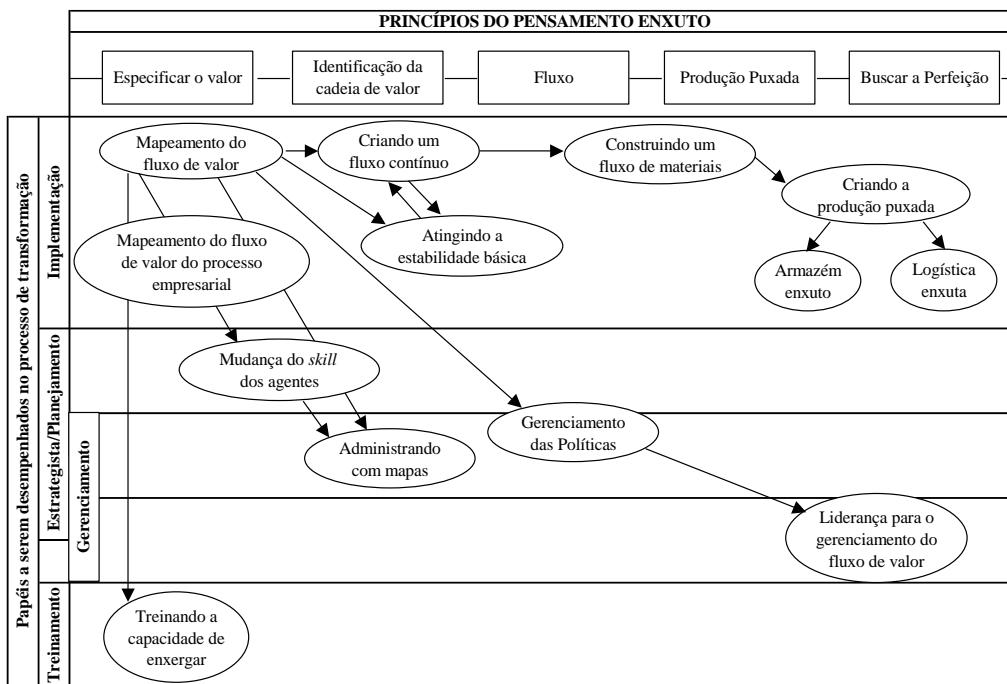 PRINCÍPIOS DO PENSAMENTO ENXUTO
Especificar o valor
Identificação da
cadeia de valor
Fluxo
Produção Puxada
Buscar a Perfeição
Papéis a serem desempenhados no processo de transformação
Implementação
Mapeamento do
fluxo de valor
Criando um
fluxo contínuo
Construindo um
fluxo de materiais
Criando a
produção puxada
Mapeamento do fluxo
de valor do processo
empresarial
Atingindo a
estabilidade básica
Armazém
enxuto
Logística
enxuta
Estrategista/Planejamento
Mudança do skill
dos agentes
Gerenciamento
Administrando
com mapas
Gerenciamento
das Políticas
Liderança para o
gerenciamento do
fluxo de valor
Treinamento
Treinando a
capacidade de
enxergar